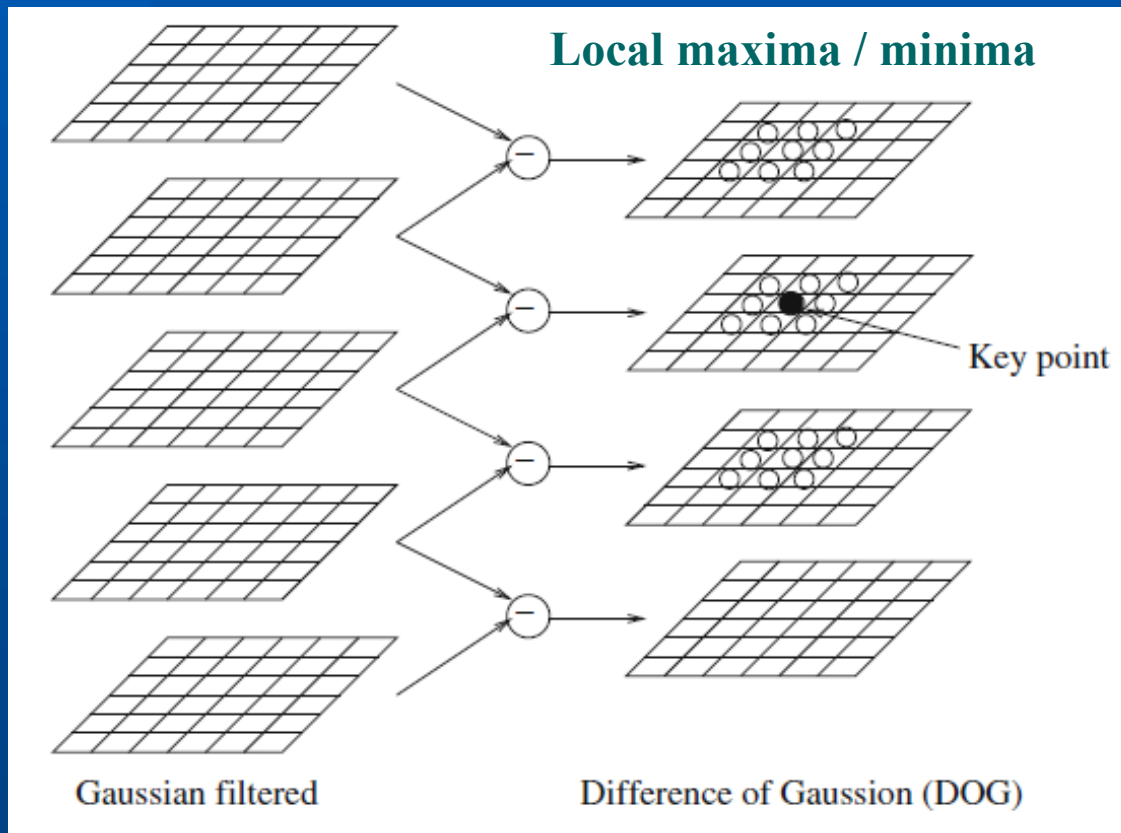 Local maxima / minima
−
−
Key point
−
−
Gaussian filtered
Difference of Gaussion (DOG)